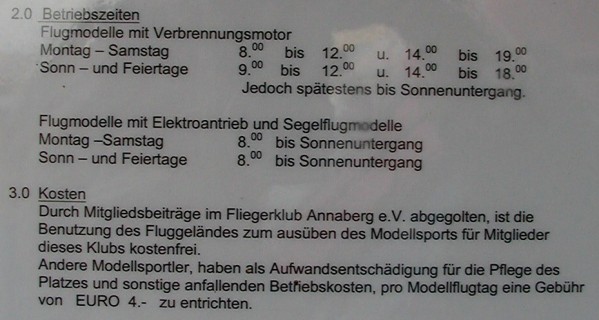 2.0 Betriebszeiten
Flugmodelle mit Verbrennungsmotor
Montag – Samstag 8.00 bis 12.00 u. 14.00 bis 19.00
Sonn – und Feiertage 9.00 bis 12.00 u. 14.00 bis 18.00
Jedoch spätestens bis Sonnenuntergang.
Flugmodelle mit Elektroantrieb und Segelflugmodelle
Montag –Samstag 8.00 bis Sonnenuntergang
Sonn – und Feiertage 8.00 bis Sonnenuntergang
3.0 Kosten
Durch Mitgliedsbeiträge im Fliegerklub Annaberg e.V. abgegolten, ist die
Benutzung des Fluggeländes zum ausüben des Modellsports für Mitglieder
dieses Klubs kostenfrei.
Andere Modellsportler, haben als Aufwandsentschädigung für die Pflege des
Platzes und sonstige anfallenden Betriebskosten, pro Modellflugtag eine Gebühr
von EURO 4.- zu entrichten.